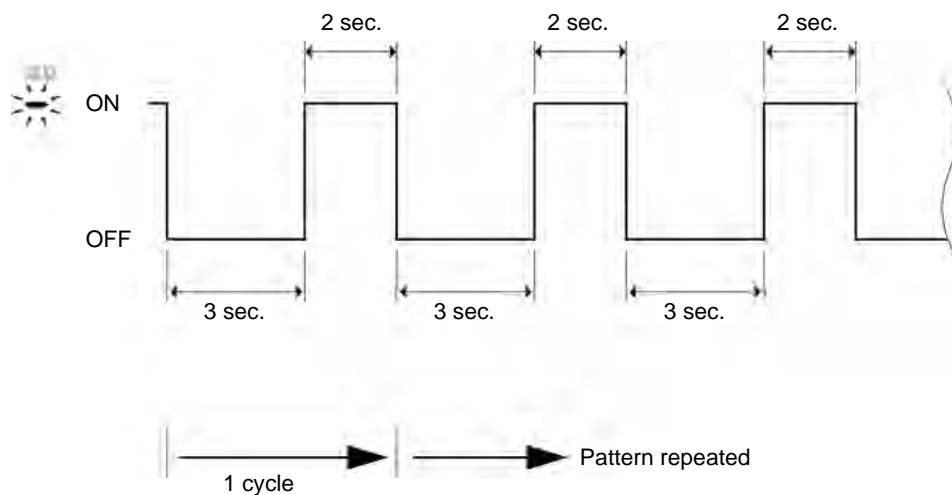 2 sec. 2 sec. 2 sec.
ON
OFF
3 sec. 3 sec. 3 sec.
Pattern repeated
1 cycle